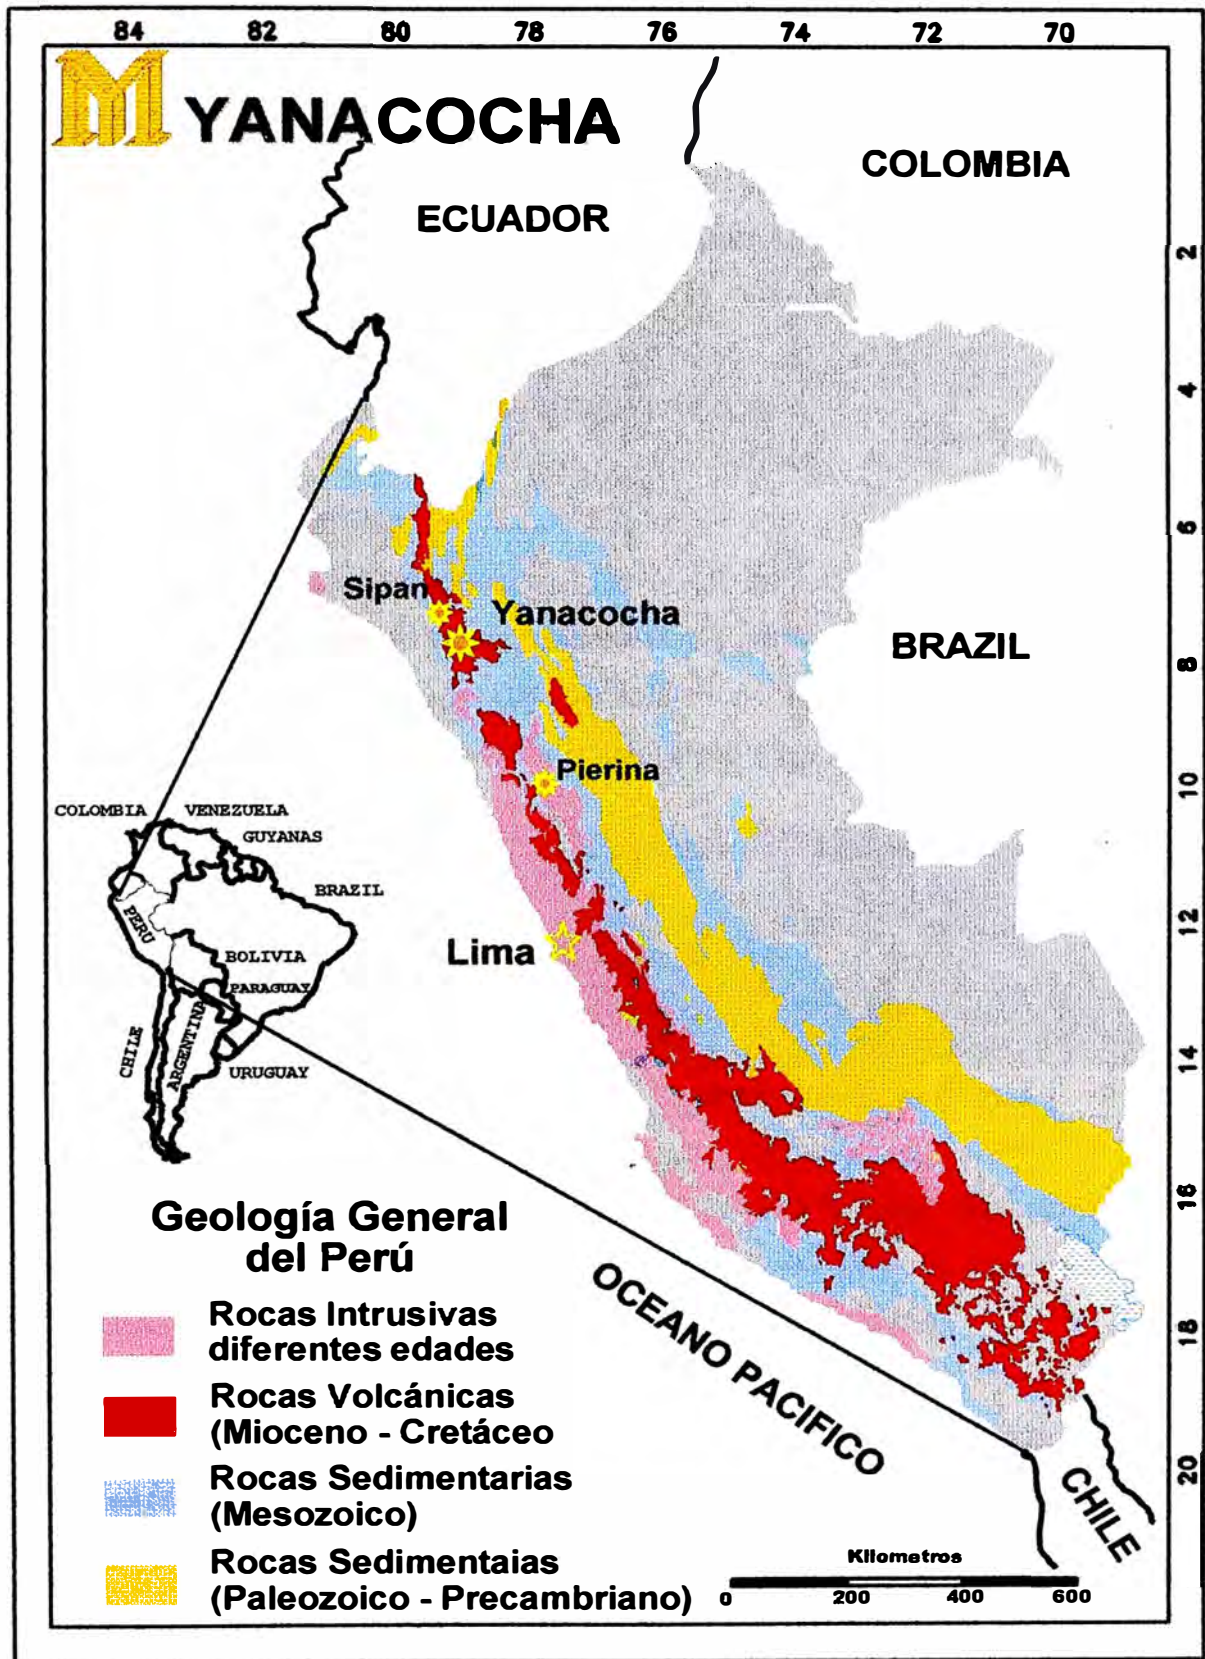 84 82 80 78 76 74 72 70
M YANACOCHA
COLOMBIA
ECUADOR
2
4
6
Sipan
Yanacocha
BRAZIL
8
Pierina
10
COLOMBIA VENEZUELA
GUYANAS
BRAZIL
PERU
12
Lima
BOLIVIA
PARAGUAY
CHILE
ARGENTINA
URUGUAY
14
16
Geología General
del Perú
OCEANO PACIFICO
Rocas Intrusivas
diferentes edades
18
Rocas Volcánicas
(Mioceno - Cretáceo
Rocas Sedimentarias
(Mesozoico)
20
CHILE
Rocas Sedimentaias
(Paleozoico - Precambriano)
Kilometros
0 200 400 600